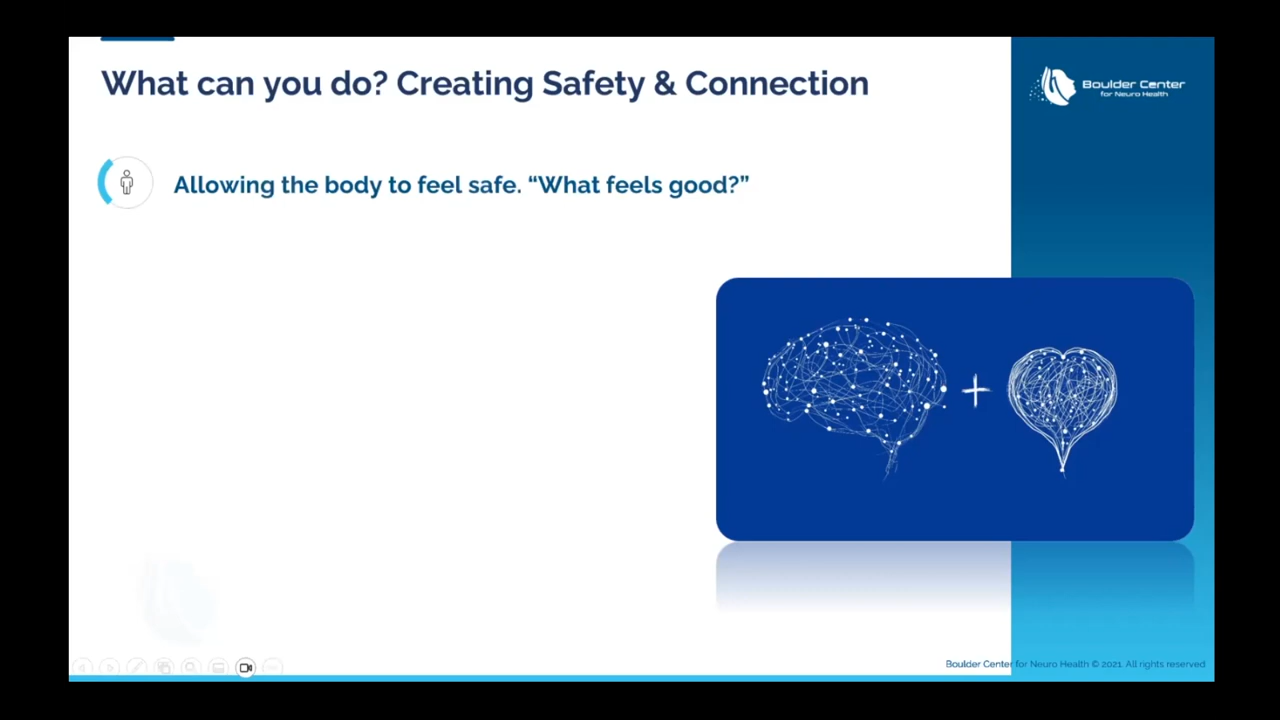 What can you do? Creating Safety & Connection
Boulder Center
for Neuro Health
Allowing the body to feel safe. “What feels good?”
Boulder Center for Neuro Health © 2021. All rights reserved